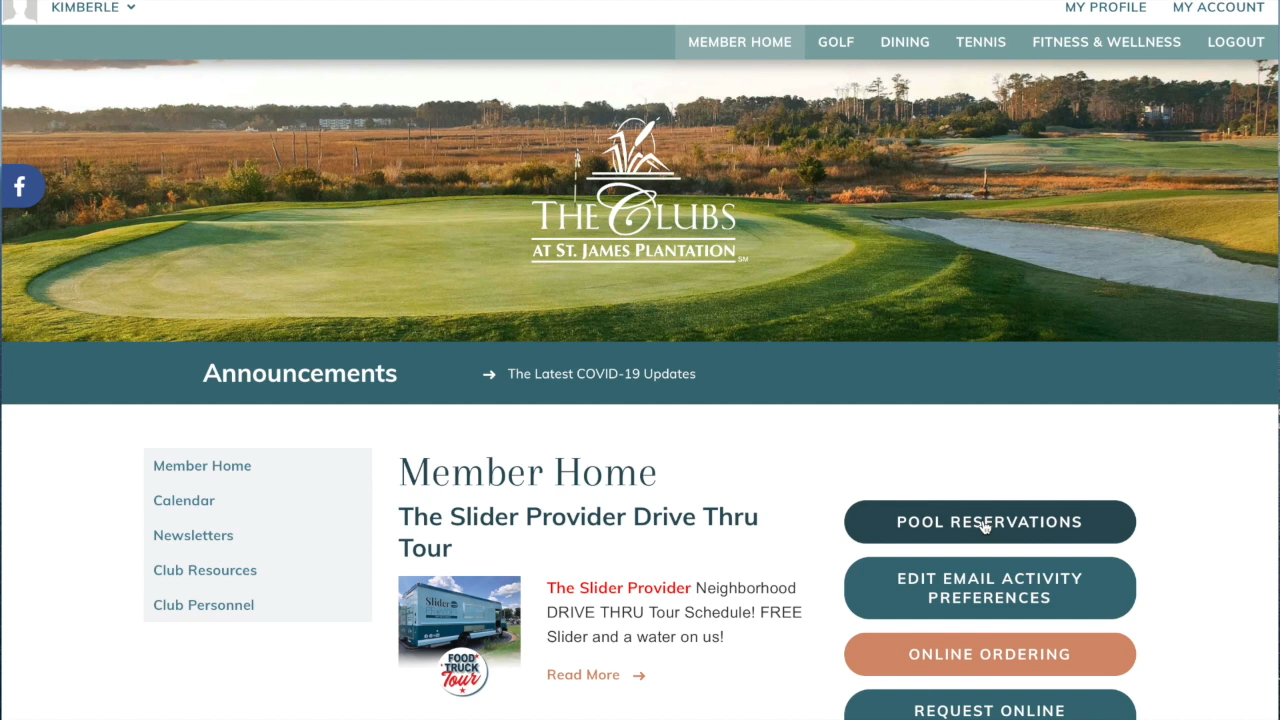 KIMBERLE
MY PROFILE
MY ACCOUNT
MEMBER HOME
GOLF
DINING
TENNIS
FITNESS & WELLNESS
LOGOUT
f
THE CLUBS
AT ST. JAMES PLANTATION
SM
Announcements
The Latest COVID-19 Updates
Member Home
Calendar
Newsletters
Club Resources
Club Personnel
Member Home
The Slider Provider Drive Thru
Tour
Slider
FOOD
TRUCK
Tour
The Slider Provider Neighborhood
DRIVE THRU Tour Schedule! FREE
Slider and a water on us!
Read More
POOL RESERVATIONS
EDIT EMAIL ACTIVITY
PREFERENCES
ONLINE ORDERING
REQUEST ONLINE